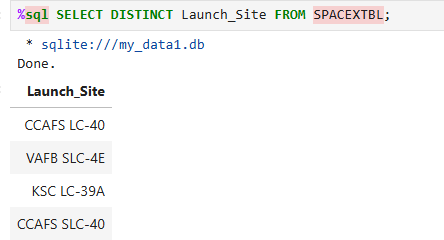 %sql SELECT DISTINCT Launch_Site FROM SPACEXTBL;
* sqlite:///my_data1.db
Done.
Launch_Site
CCAFS LC-40
VAFB SLC-4E
KSC LC-39A
CCAFS SLC-40